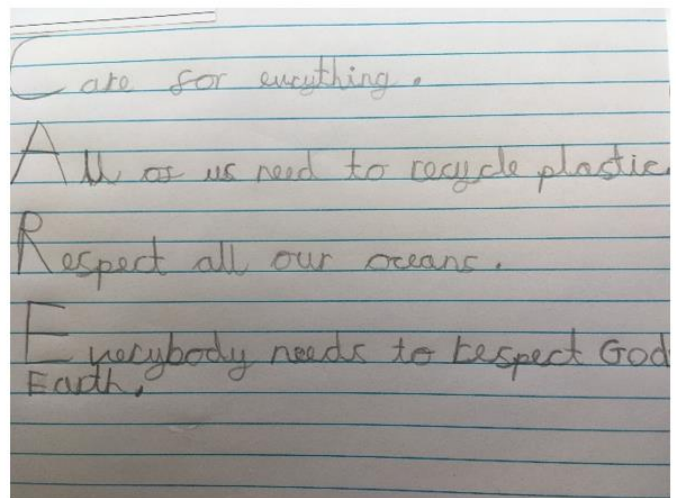 Care for eucything.
All of us need to recycle plastic.
Respect all our oceans.
Everybody needs to respect God
Earth.